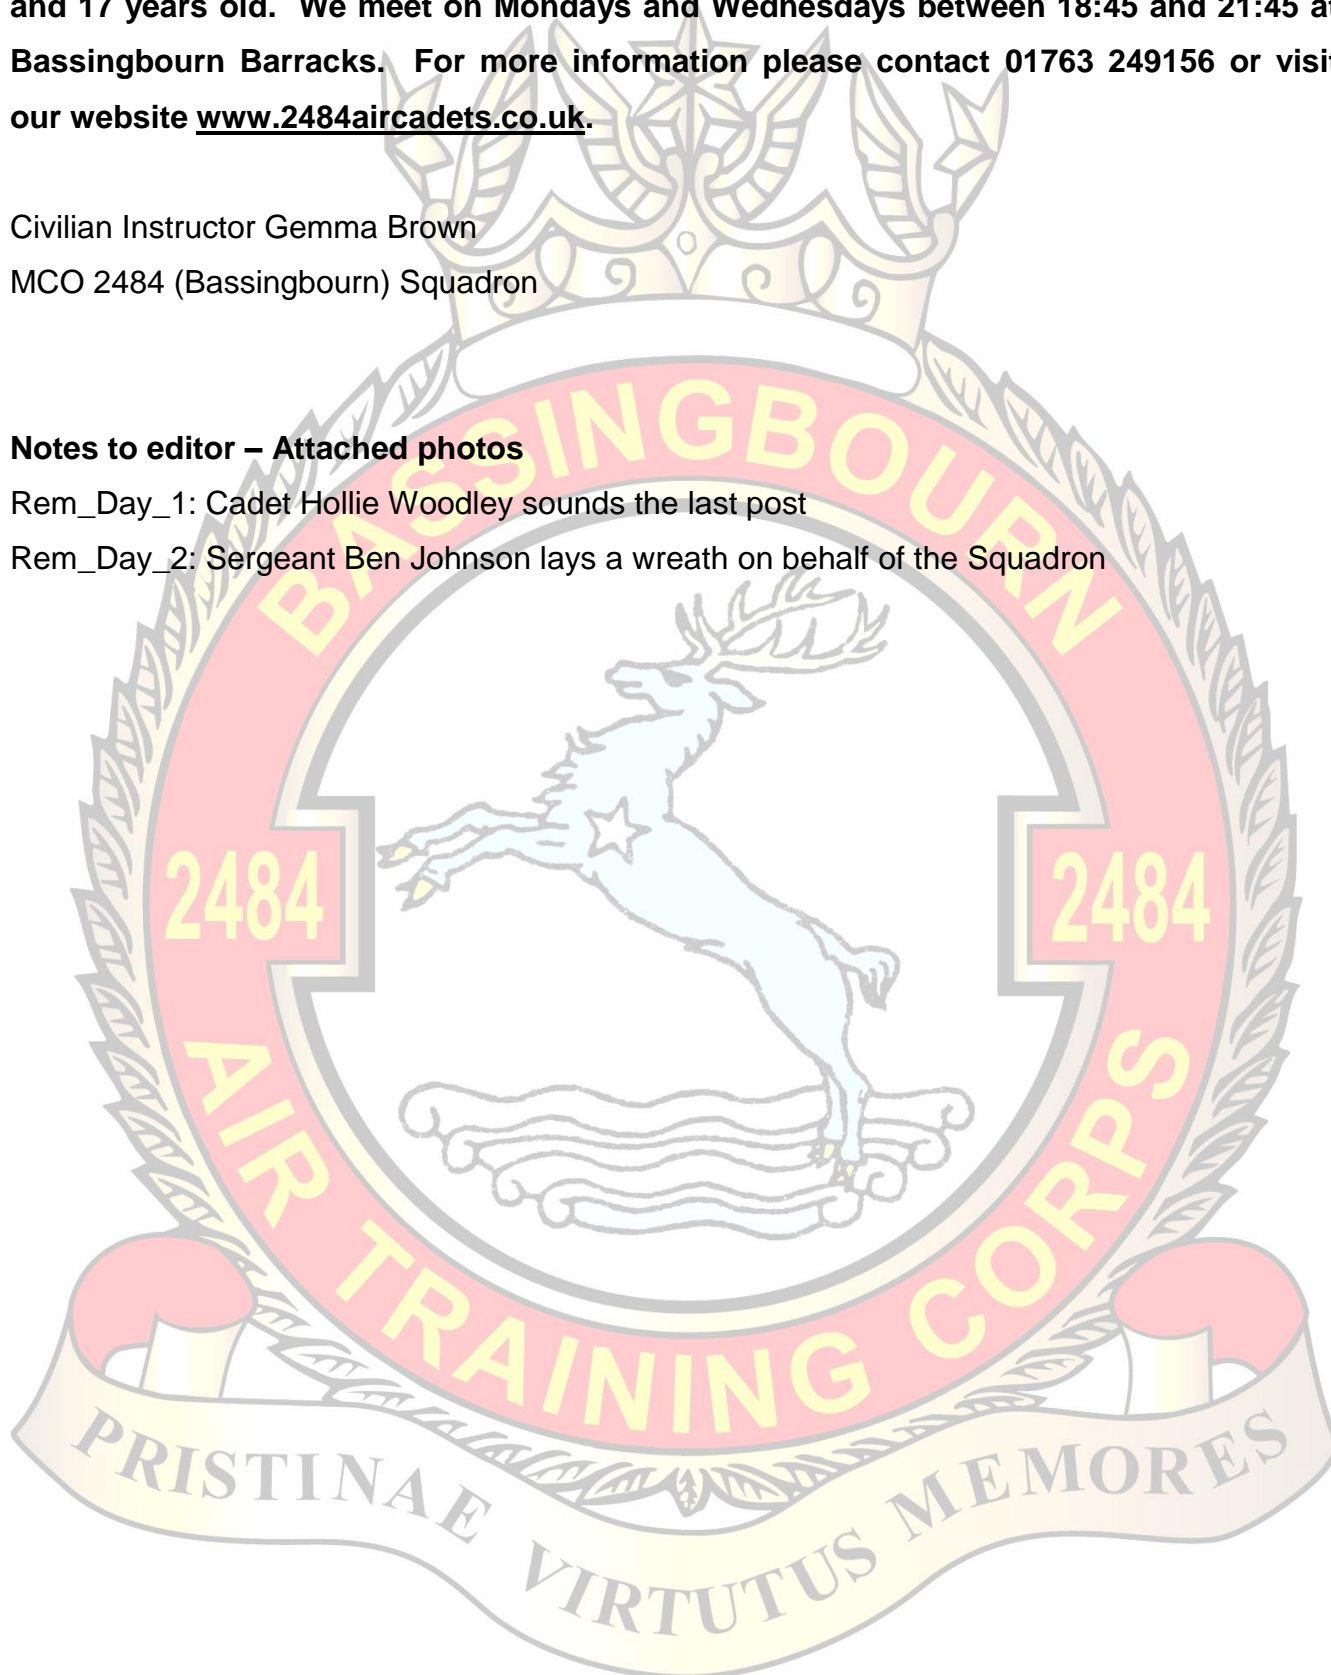 and 17 years old.  We meet on Mondays and Wednesdays between 18:45 and 21:45 at
Bassingbourn Barracks.  For more information please contact 01763 249156 or visit
our website www.2484aircadets.co.uk.
Civilian Instructor Gemma Brown
MCO 2484 (Bassingbourn) Squadron
Notes to editor – Attached photos
Rem_Day_1: Cadet Hollie Woodley sounds the last post
Rem_Day_2: Sergeant Ben Johnson lays a wreath on behalf of the Squadron
BASSINGBOURN
2484
2484
AIR TRAINING CORPS
PRISTINAE VIRTUTUS MEMORES